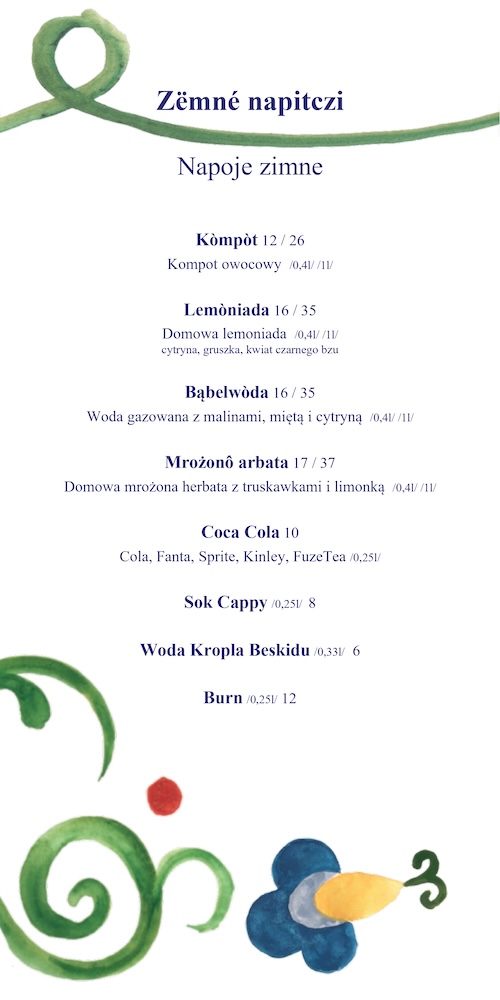 Zëmné napitczi
Napoje zimne
Kòmpòt 12 / 26
Kompot owocowy /0,4l/ /1l/
Lemòniada 16 / 35
Domowa lemoniada /0,4l/ /1l/
cytryna, gruszka, kwiat czarnego bzu
Bąbelwòda 16 / 35
Woda gazowana z malinami, miętą i cytryną /0,4l/ /1l/
Mrożonô arbata 17 / 37
Domowa mrożona herbata z truskawkami i limonką /0,4l/ /1l/
Coca Cola 10
Cola, Fanta, Sprite, Kinley, FuzeTea /0,25l/
Sok Cappy /0,25l/ 8
Woda Kropla Beskidu /0,33l/ 6
Burn /0,25l/ 12